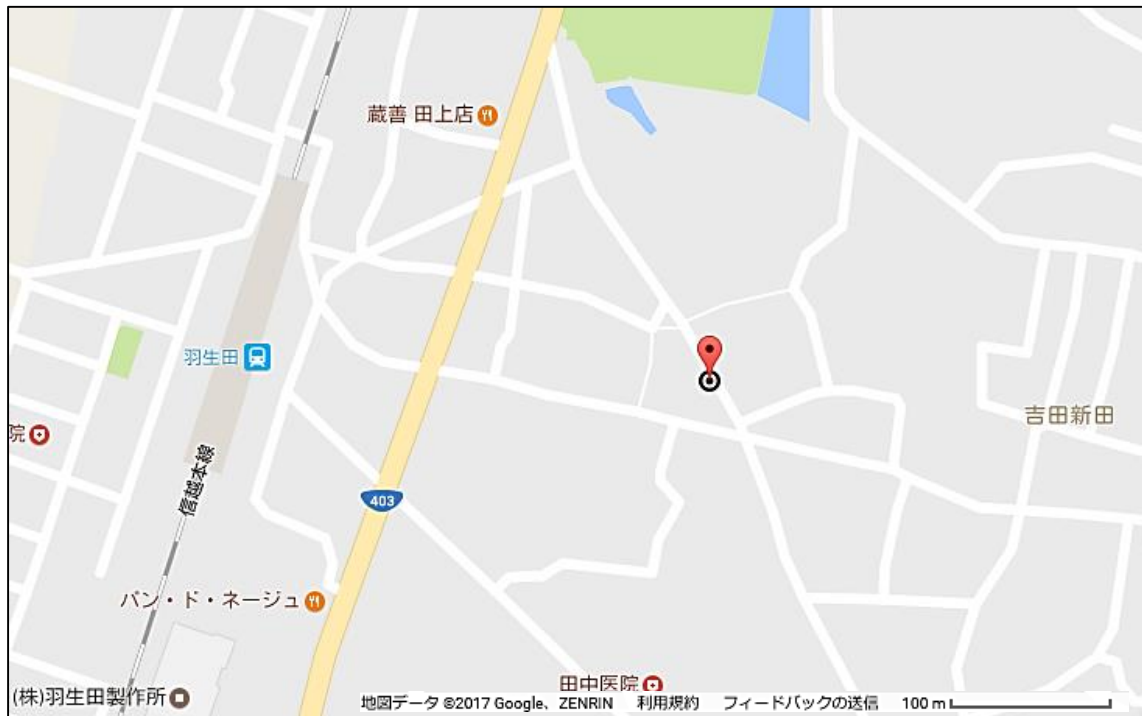 蔵善 田上店
羽生田
院
吉田新田
信越本線
403
パン・ド・ネージュ
田中医院
(株)羽生田製作所
地図データ ©2017 Google、ZENRIN 利用規約 フィードバックの送信 100 m